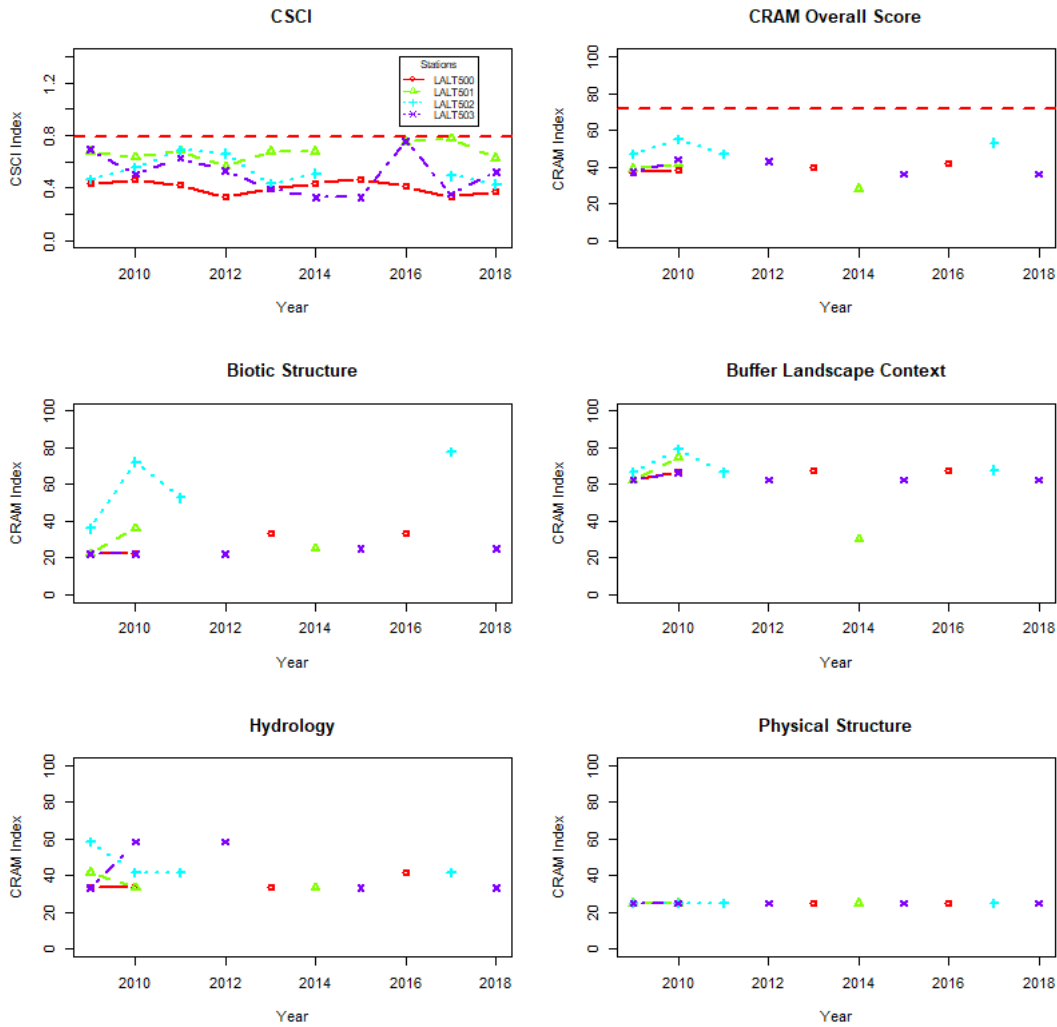 CSCI
CSCI Index
0.0 0.4 0.8 1.2
Stations
LALT500
LALT501
LALT502
LALT503
2010 2012 2014 2016 2018
Year
CRAM Overall Score
CRAM Index
0 20 40 60 80 100
2010 2012 2014 2016 2018
Year
Biotic Structure
CRAM Index
0 20 40 60 80 100
2010 2012 2014 2016 2018
Year
Buffer Landscape Context
CRAM Index
0 20 40 60 80 100
2010 2012 2014 2016 2018
Year
Hydrology
CRAM Index
0 20 40 60 80 100
2010 2012 2014 2016 2018
Year
Physical Structure
CRAM Index
0 20 40 60 80 100
2010 2012 2014 2016 2018
Year